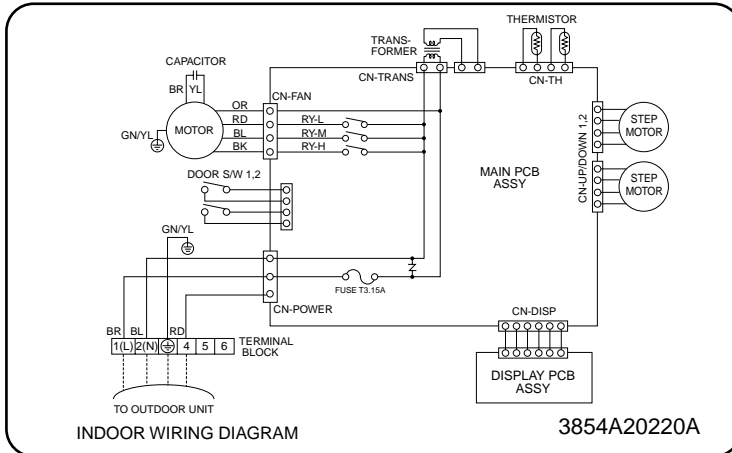 THERMISTOR
TRANS-
FORMER
CAPACITOR
CN-TRANS
CN-TH
BR YL
CN-FAN
OR
RD RY-L
MOTOR
GN/YL
BL RY-M
BK RY-H
CN-UP/DOWN 1,2
STEP
MOTOR
STEP
MOTOR
MAIN PCB
ASSY
DOOR S/W 1,2
GN/YL
FUSE T3.15A
CN-POWER
CN-DISP
BR BL RD
1(L) 2(N) 4 5 6
TERMINAL
BLOCK
DISPLAY PCB
ASSY
TO OUTDOOR UNIT
INDOOR WIRING DIAGRAM
3854A20220A